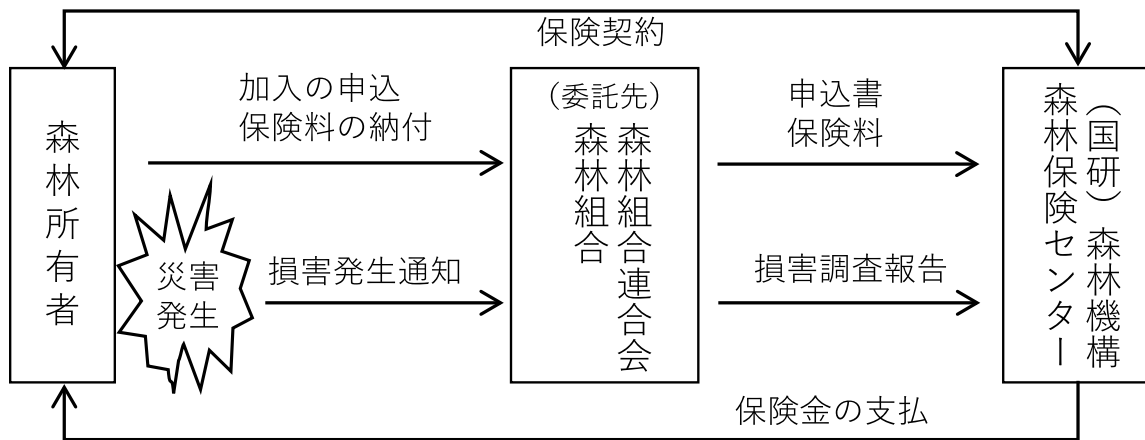 保険契約
森林所有者
加入の申込
保険料の納付
災害
発生
損害発生通知
（委託先）
森林組合連合会
森林組合
申込書
保険料
損害調査報告
（国研）森林機構
森林保険センター
保険金の支払